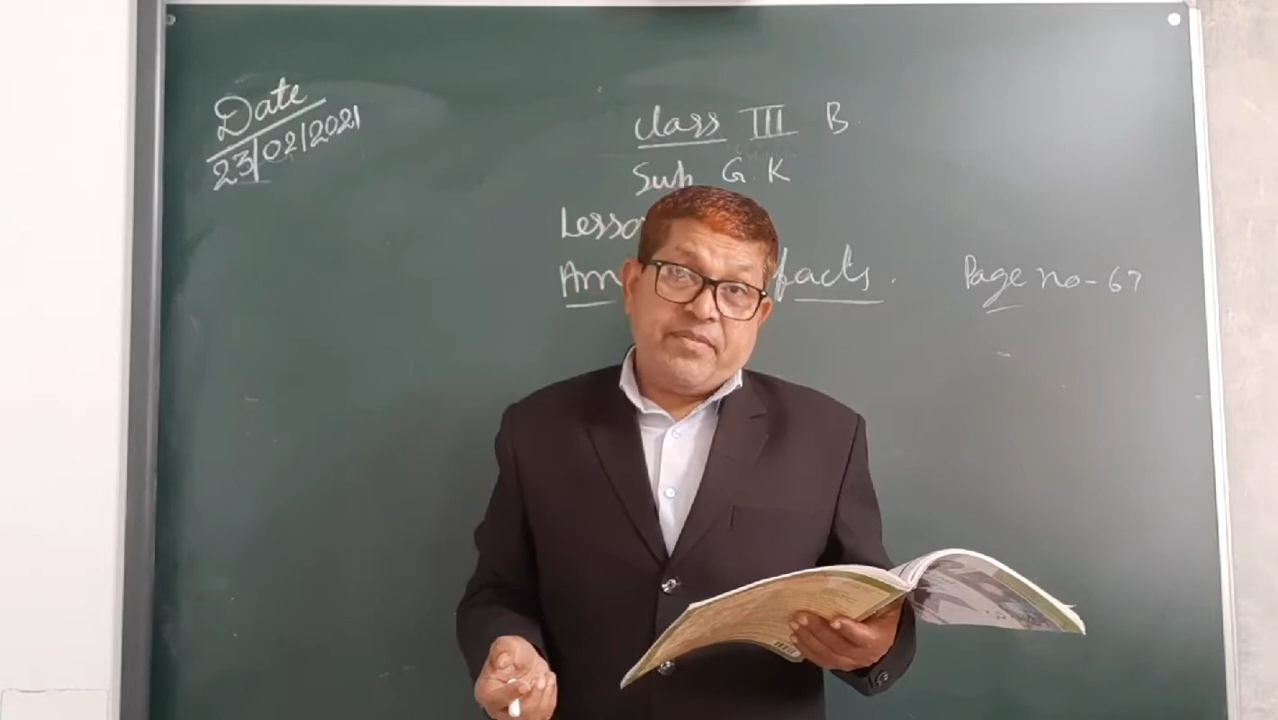 Date
23/02/2021
Class III B.
Sub G.K
Lesso
Am facts.
Page no-67